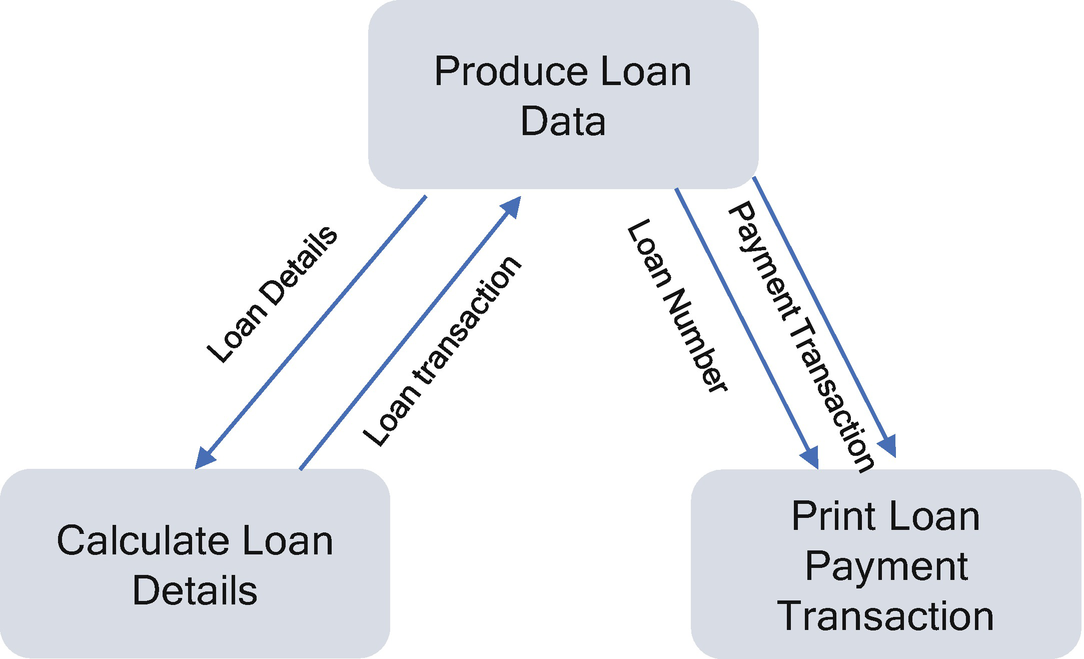 Produce Loan
Data
Loan Details
Loan transaction
Loan Number
Payment Transaction
Calculate Loan
Details
Print Loan
Payment
Transaction